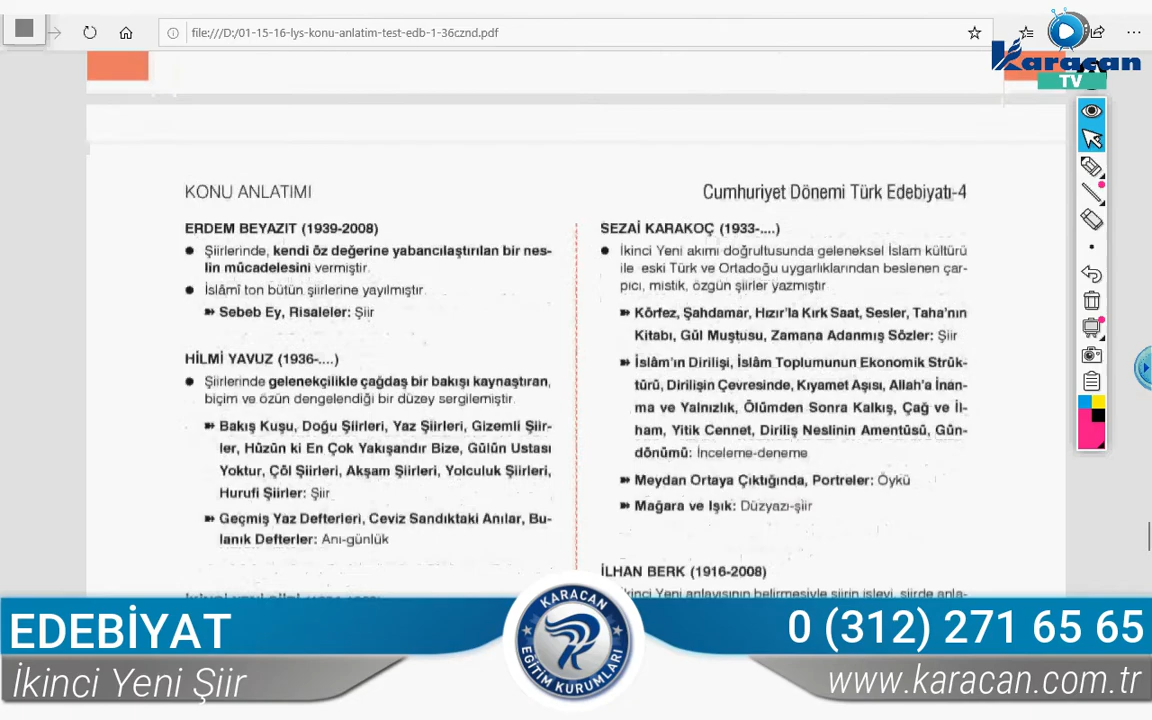 file:///D:/01-15-16-lys-konu-anlatim-test-edb-1-36cznd.pdf
Karacan
TV
KONU ANLATIMI
Cumhuriyet Dönemi Türk Edebiyatı-4
ERDEM BEYAZIT (1939-2008)
● Şiirlerinde, kendi öz değerine yabancılaştırılan bir nes-
lin mücadelesini vermiştir.
● İslâmî ton bütün şiirlerine yayılmıştır.
➽ Sebeb Ey, Risaleler: Şiir
HİLMİ YAVUZ (1936-....)
● Şiirlerinde gelenekçilikle çağdaş bir bakışı kaynaştıran,
biçim ve özün dengelendiği bir düzey sergilemiştir.
➽ Bakış Kuşu, Doğu Şiirleri, Yaz Şiirleri, Gizemli Şiir-
ler, Hüzün ki En Çok Yakışandır Bize, Gülün Ustası
Yoktur, Çöl Şiirleri, Akşam Şiirleri, Yolculuk Şiirleri,
Hurufi Şiirler: Şiir
➽ Geçmiş Yaz Defterleri, Ceviz Sandıktaki Anılar, Bu-
lanık Defterler: Anı-günlük
SEZAİ KARAKOÇ (1933-....)
● İkinci Yeni akımı doğrultusunda geleneksel İslam kültürü
ile eski Türk ve Ortadoğu uygarlıklarından beslenen çar-
pıcı, mistik, özgün şiirler yazmıştır
➽ Körfez, Şahdamar, Hızır'la Kırk Saat, Sesler, Taha'nın
Kitabı, Gül Muştusu, Zamana Adanmış Sözler: Şiir
➽ İslâm'ın Dirilişi, İslâm Toplumunun Ekonomik Strük-
türü, Dirilişin Çevresinde, Kıyamet Aşısı, Allah'a İnan-
ma ve Yalnızlık, Ölümden Sonra Kalkış, Çağ ve İl-
ham, Yitik Cennet, Diriliş Neslinin Amentüsü, Gün-
dönümü: İnceleme-deneme
➽ Meydan Ortaya Çıktığında, Portreler: Öykü
➽ Mağara ve Işık: Düzyazı-şiir
İLHAN BERK (1916-2008)
İkinci Yeni anlayışının belirmesiyle şiirin işlevi, şiirde anla-
EDEBİYAT
İkinci Yeni Şiir
KARACAN
EĞİTİM KURUMLARI
0 (312) 271 65 65
www.karacan.com.tr